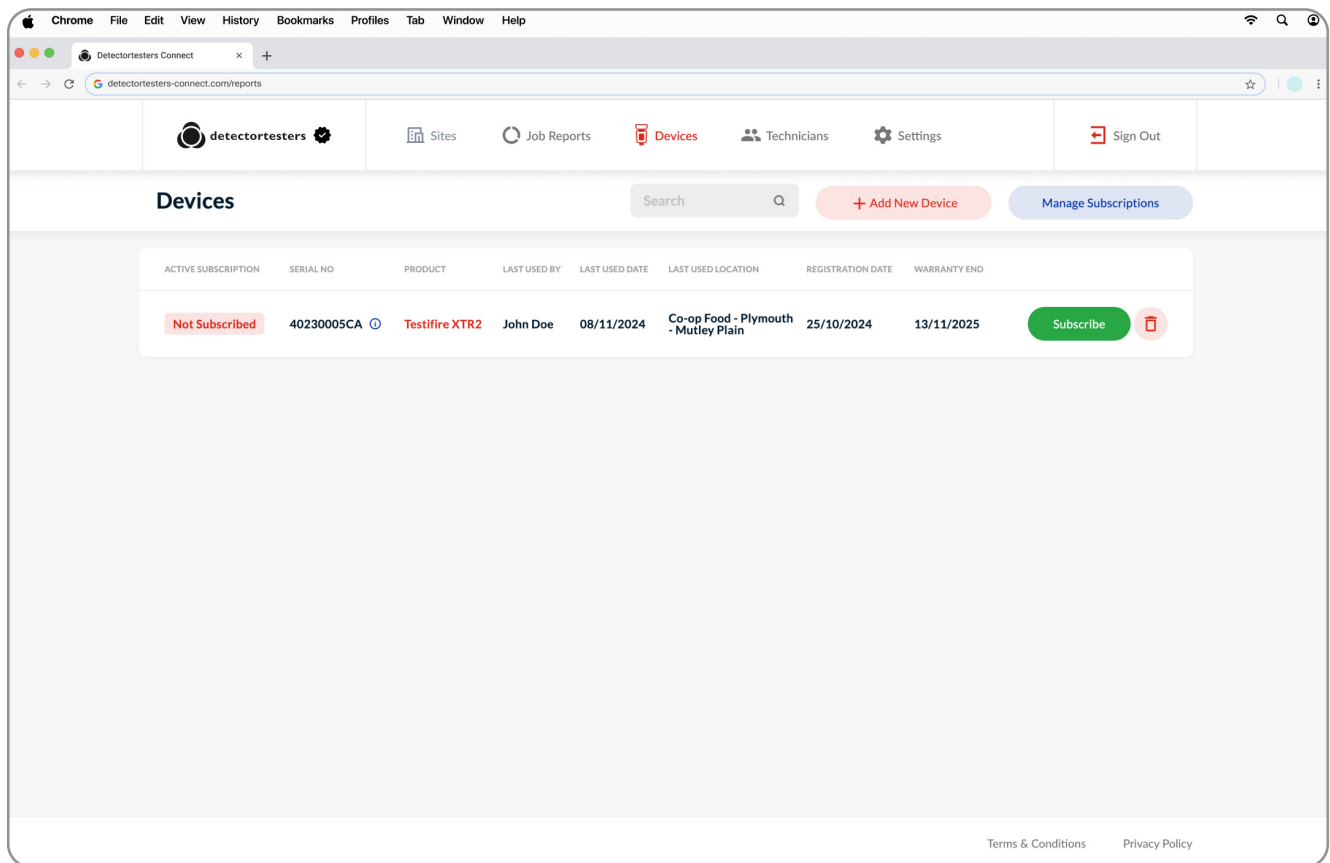 Chrome File Edit View History Bookmarks Profiles Tab Window Help
Detectortesters Connect
detectortesters-connect.com/reports
detectortesters Sites Job Reports Devices Technicians Settings Sign Out
Devices Search + Add New Device Manage Subscriptions
ACTIVE SUBSCRIPTION SERIAL NO PRODUCT LAST USED BY LAST USED DATE LAST USED LOCATION REGISTRATION DATE WARRANTY END
Not Subscribed 40230005CA Testifire XTR2 John Doe 08/11/2024 Co-op Food - Plymouth
- Mutley Plain 25/10/2024 13/11/2025 Subscribe
Terms & Conditions Privacy Policy